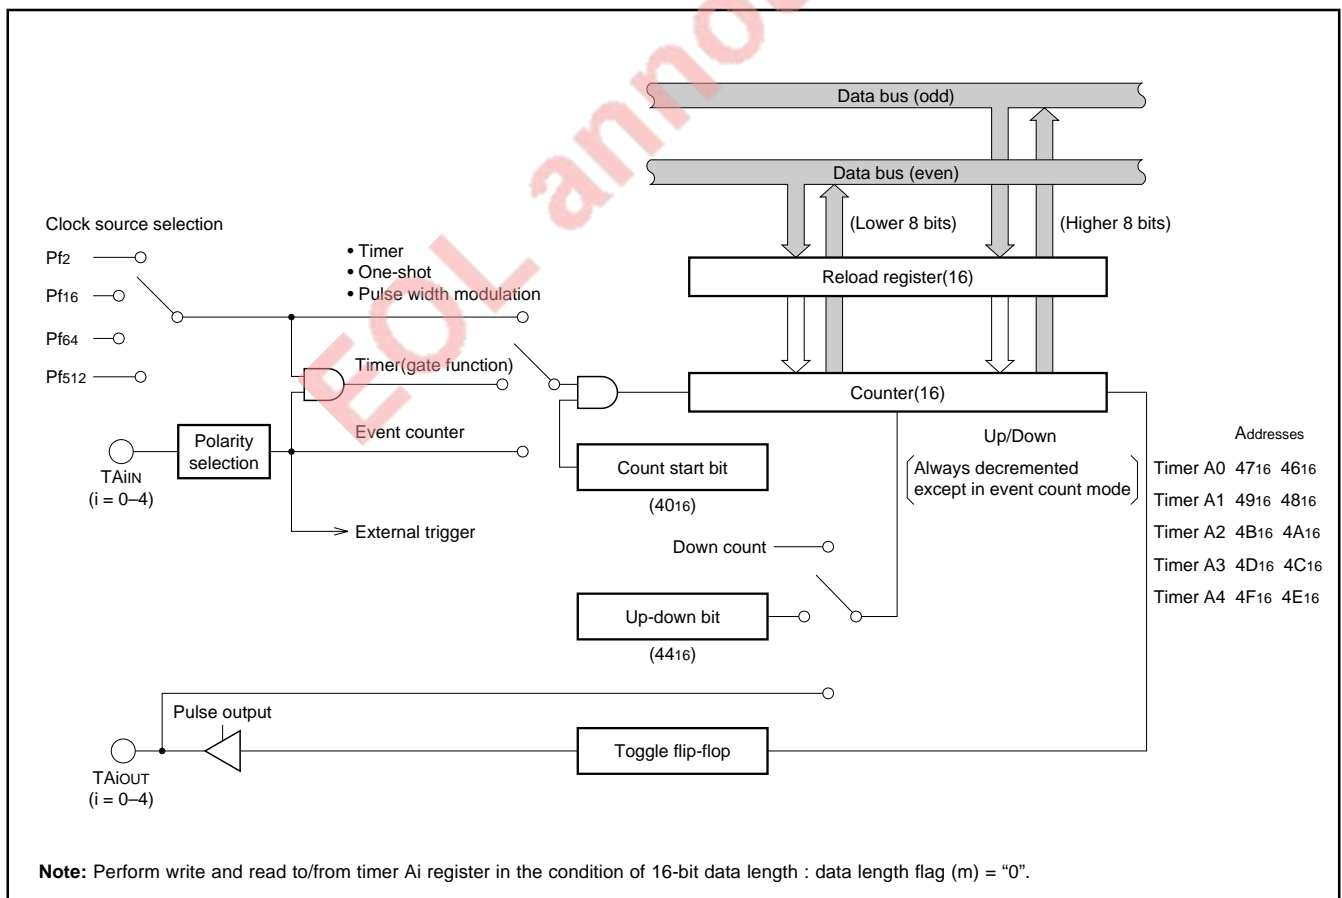 EOL anno
Data bus (odd)
Data bus (even)
(Lower 8 bits)
(Higher 8 bits)
Clock source selection
Pf2
Pf16
Pf64
Pf512
• Timer
• One-shot
• Pulse width modulation
Reload register(16)
Timer(gate function)
Counter(16)
Event counter
Polarity
selection
TAiIN
(i = 0–4)
External trigger
Count start bit
(4016)
Up/Down
Always decremented
except in event count mode
Addresses
Timer A0 4716 4616
Timer A1 4916 4816
Timer A2 4B16 4A16
Timer A3 4D16 4C16
Timer A4 4F16 4E16
Down count
Up-down bit
(4416)
Pulse output
Toggle flip-flop
TAiOUT
(i = 0–4)
Note: Perform write and read to/from timer Ai register in the condition of 16-bit data length : data length flag (m) = “0”.